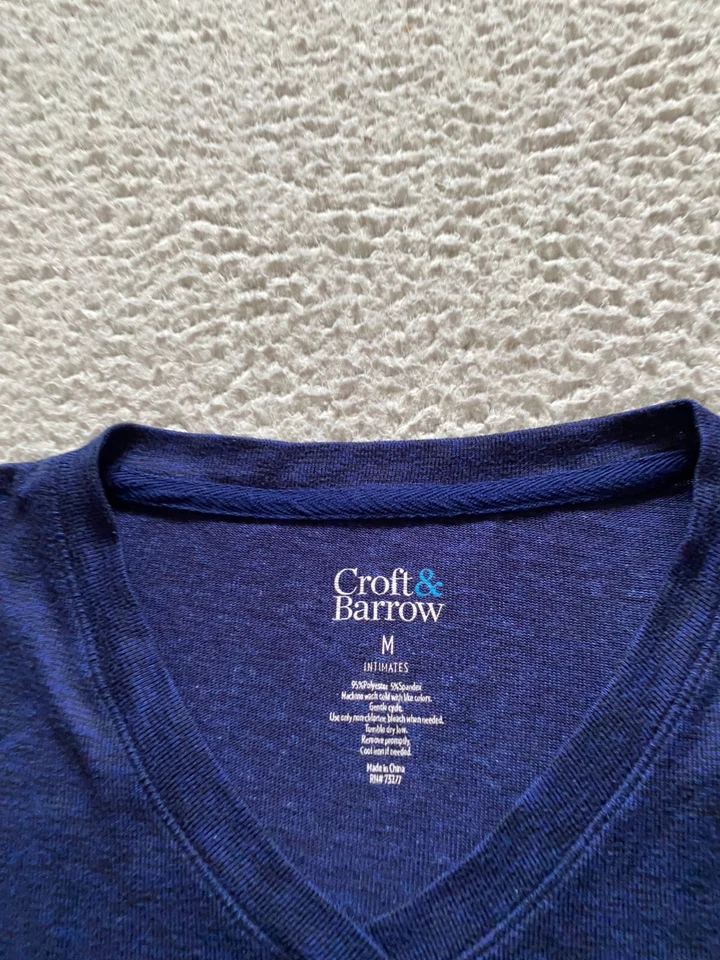 Croft&
Barrow
M
INTIMATES
95%Polyester 5%Spandex
Machine wash cold with like colors.
Gentle cycle.
Use only non-chlorine bleach when needed.
Tumble dry low.
Remove promptly.
Cool iron if needed.
Made in China
RN# 73277